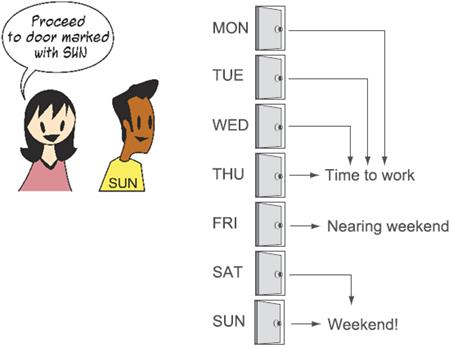 Proceed
to door marked
with SUN
SUN
MON
TUE
WED
THU
Time to work
FRI
Nearing weekend
SAT
SUN
Weekend!